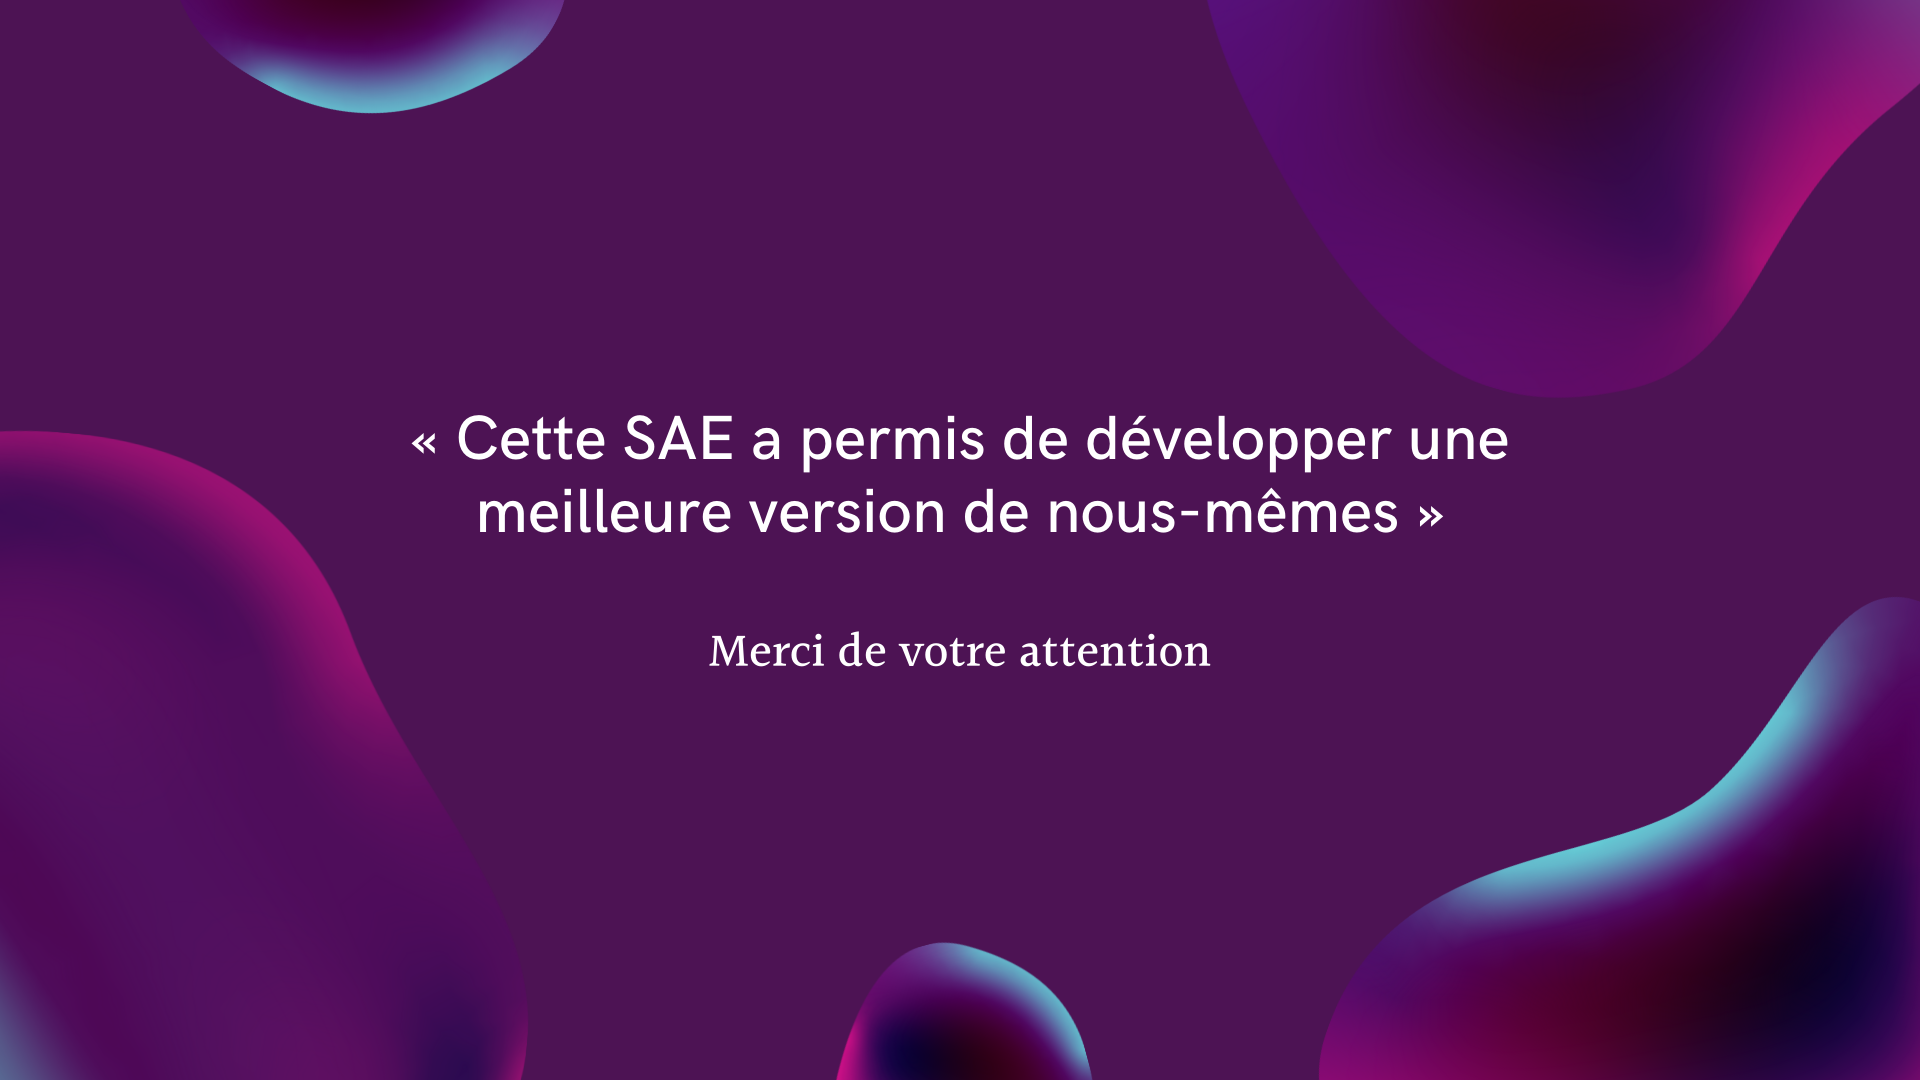 « Cette SAE a permis de développer une
meilleure version de nous-mêmes »
Merci de votre attention